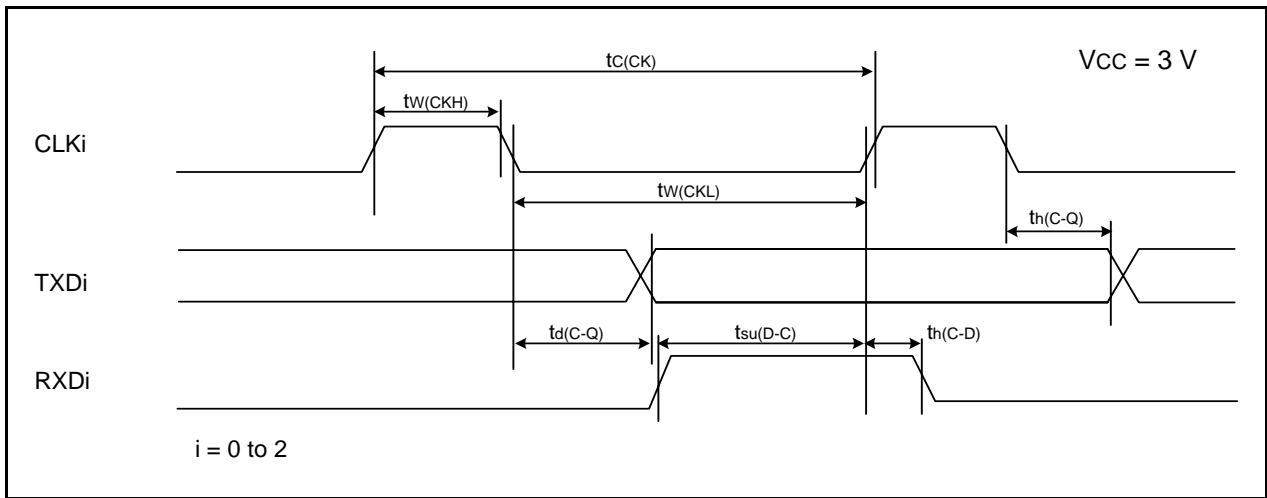 tC(CK)
VCC = 3 V
tW(CKH)
CLKi
tW(CKL)
th(C-Q)
TXDi
td(C-Q)
tsu(D-C)
th(C-D)
RXDi
i = 0 to 2